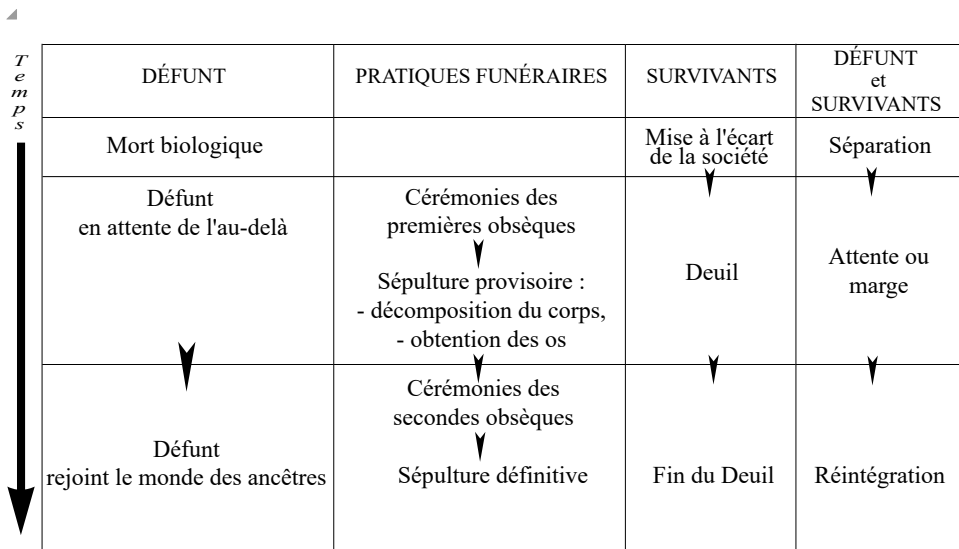 Temps
DÉFUNT
PRATIQUES FUNÉRAIRES
SURVIVANTS
DÉFUNT
et
SURVIVANTS
Mort biologique
Mise à l'écart
de la société
Séparation
Défunt
en attente de l'au-delà
Cérémonies des
premières obsèques
Sépulture provisoire :
- décomposition du corps,
- obtention des os
Deuil
Attente ou
marge
Défunt
rejoint le monde des ancêtres
Cérémonies des
secondes obsèques
Sépulture définitive
Fin du Deuil
Réintégration